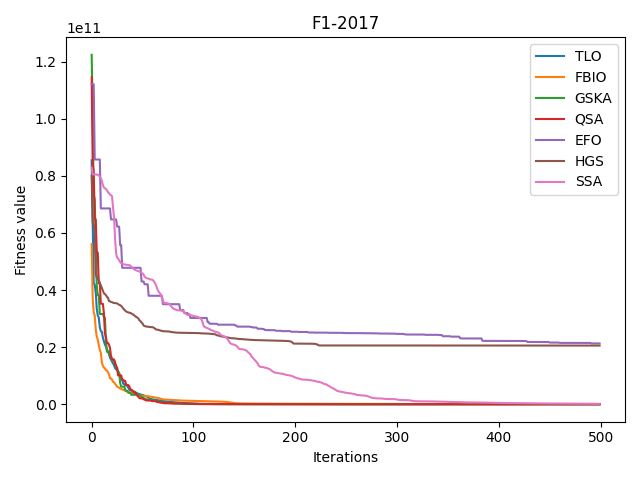 F1-2017
1e11
1.2
1.0
0.8
0.6
0.4
0.2
0.0
Fitness value
0
100
200
300
400
500
Iterations
TLO
FBIO
GSKA
QSA
EFO
HGS
SSA